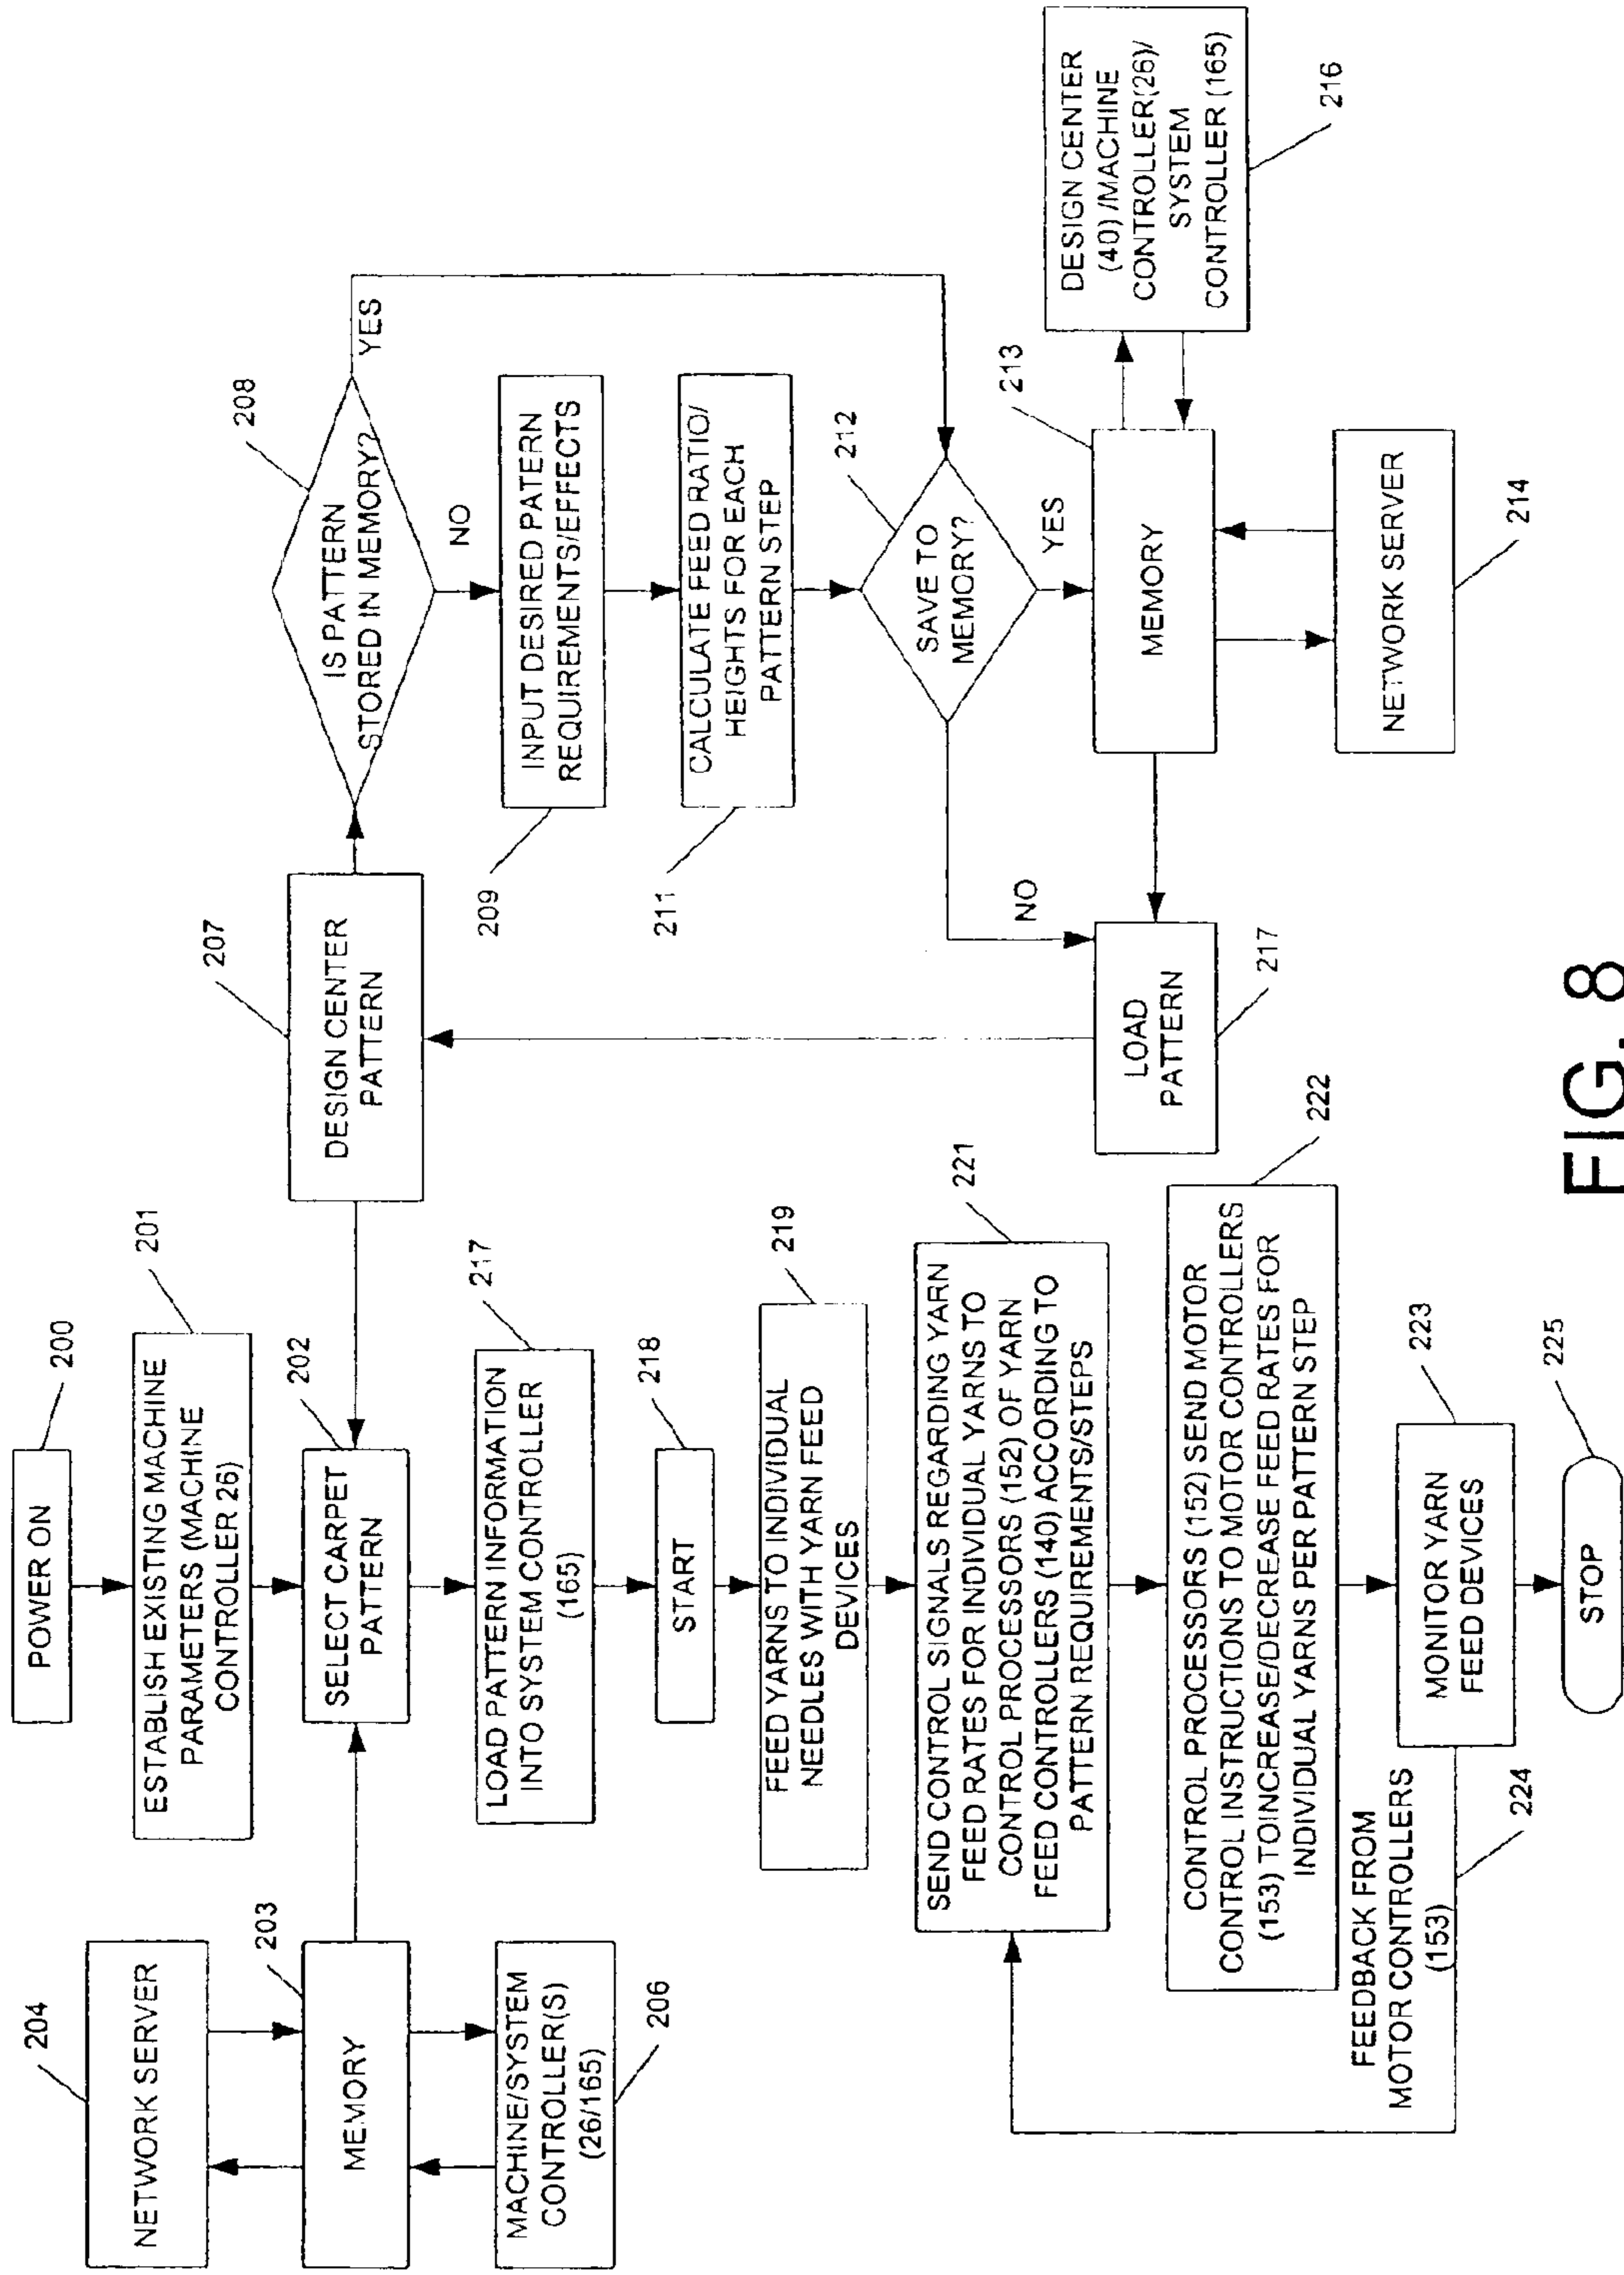 204
NETWORK SERVER
203
MEMORY
MACHINE/SYSTEM
CONTROLLER(S)
(26/165)
206
POWER ON
200
ESTABLISH EXISTING MACHINE
PARAMETERS (MACHINE
CONTROLLER 26)
201
SELECT CARPET
PATTERN
202
LOAD PATTERN INFORMATION
INTO SYSTEM CONTROLLER
(165)
217
START
218
FEED YARNS TO INDIVIDUAL
NEEDLES WITH YARN FEED
DEVICES
219
SEND CONTROL SIGNALS REGARDING YARN
FEED RATES FOR INDIVIDUAL YARNS TO
CONTROL PROCESSORS (152) OF YARN
FEED CONTROLLERS (140) ACCORDING TO
PATTERN REQUIREMENTS/STEPS
221
CONTROL PROCESSORS (152) SEND MOTOR
CONTROL INSTRUCTIONS TO MOTOR CONTROLLERS
(153) TOINCREASE/DECREASE FEED RATES FOR
INDIVIDUAL YARNS PER PATTERN STEP
222
FEEDBACK FROM
MOTOR CONTROLLERS
(153)
224
MONITOR YARN
FEED DEVICES
223
STOP
225
DESIGN CENTER
PATTERN
207
IS PATTERN
STORED IN MEMORY?
208
YES
NO
INPUT DESIRED PATERN
REQUIREMENTS/EFFECTS
209
CALCULATE FEED RATIO/
HEIGHTS FOR EACH
PATTERN STEP
211
SAVE TO
MEMORY?
212
NO
YES
LOAD
PATTERN
217
MEMORY
213
DESIGN CENTER
(40) /MACHINE
CONTROLLER(26)/
SYSTEM
CONTROLLER (165)
216
NETWORK SERVER
214
FIG. 8